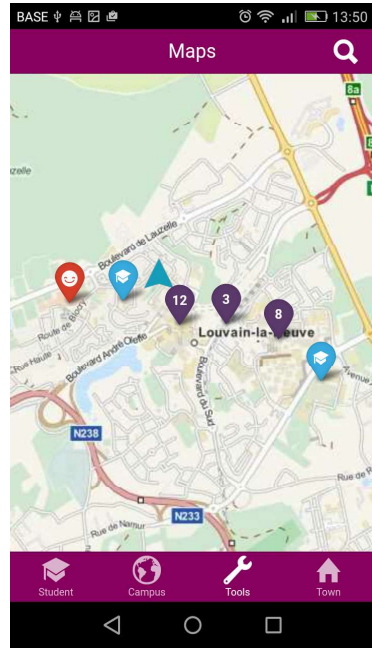 BASE 13:50
Maps
8a
zelle
Boulevard de Lauzelle
12
3
8
Route de Blocry
Louvain-la-Neuve
Rue Haute
Boulevard André Oleffe
Boulevard du Sud
Avenue
N238
Rue de
N233
Rue de Namur
Student Campus Tools Town